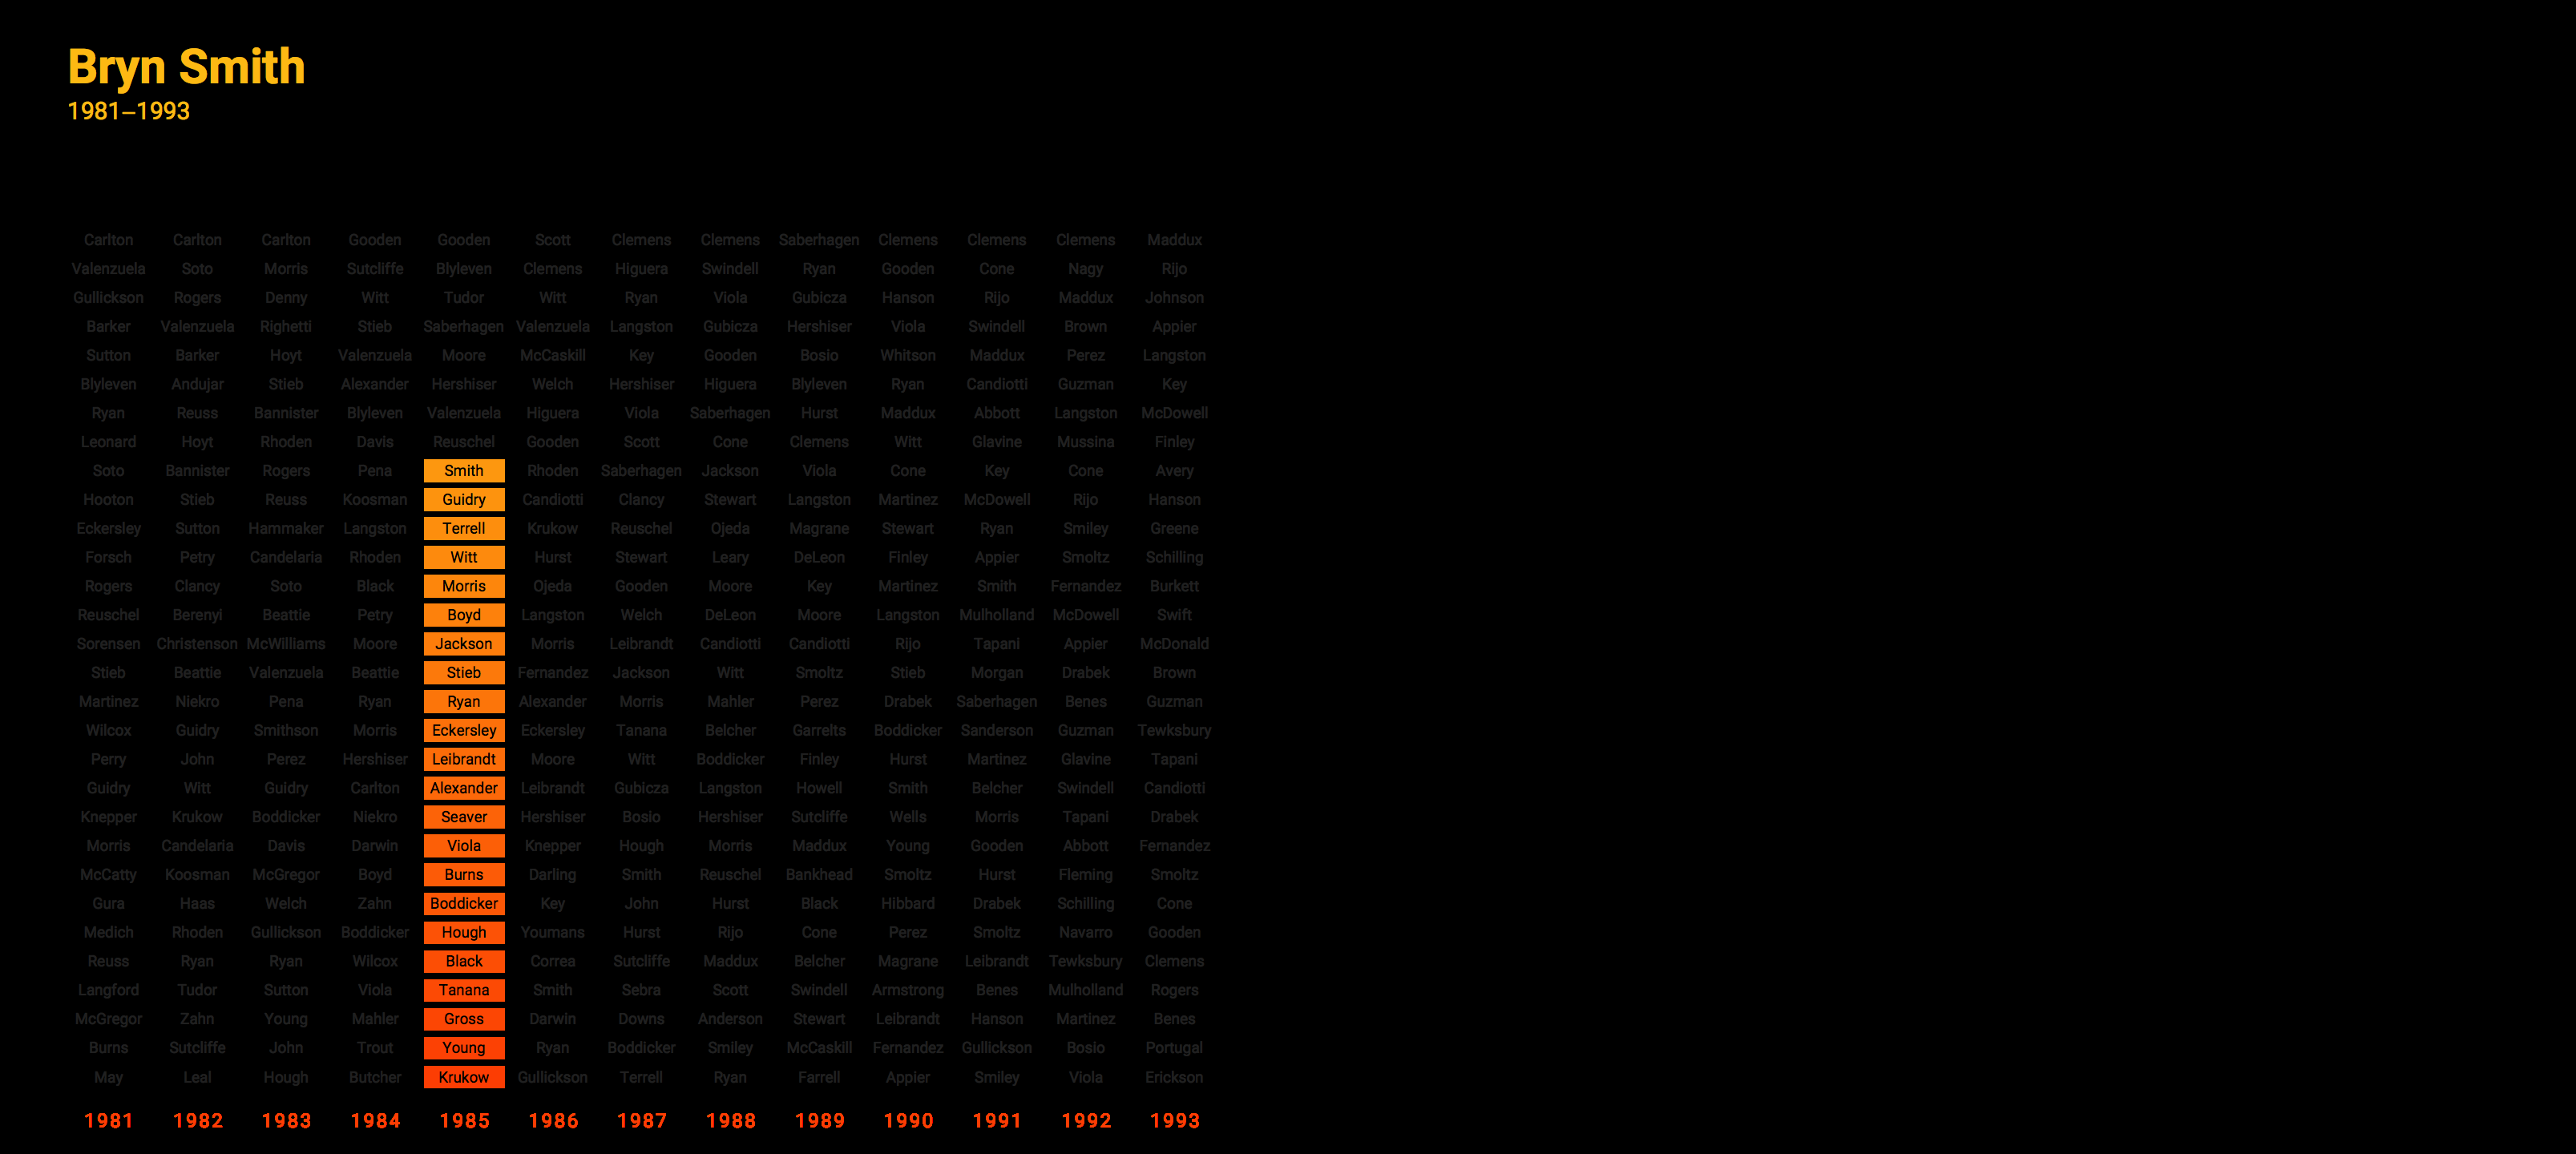 Bryn Smith
1981–1993
Carlton Carlton Carlton Gooden Gooden Scott Clemens Clemens Saberhagen Clemens Clemens Clemens Maddux
Valenzuela Soto Morris Sutcliffe Blyleven Clemens Higuera Swindell Ryan Gooden Cone Nagy Rijo
Gullickson Rogers Denny Witt Tudor Witt Ryan Viola Gubicza Hanson Rijo Maddux Johnson
Barker Valenzuela Righetti Stieb Saberhagen Valenzuela Langston Gubicza Hershiser Viola Swindell Brown Appier
Sutton Barker Hoyt Valenzuela Moore McCaskill Key Gooden Bosio Whitson Maddux Perez Langston
Blyleven Andujar Stieb Alexander Hershiser Welch Hershiser Higuera Blyleven Ryan Candiotti Guzman Key
Ryan Reuss Bannister Blyleven Valenzuela Higuera Viola Saberhagen Hurst Maddux Abbott Langston McDowell
Leonard Hoyt Rhoden Davis Reuschel Gooden Scott Cone Clemens Witt Glavine Mussina Finley
Soto Bannister Rogers Pena Smith Rhoden Saberhagen Jackson Viola Cone Key Cone Avery
Hooton Stieb Reuss Koosman Guidry Candiotti Clancy Stewart Langston Martinez McDowell Rijo Hanson
Eckersley Sutton Hammaker Langston Terrell Krukow Reuschel Ojeda Magrane Stewart Ryan Smiley Greene
Forsch Petry Candelaria Rhoden Witt Hurst Stewart Leary DeLeon Finley Appier Smoltz Schilling
Rogers Clancy Soto Black Morris Ojeda Gooden Moore Key Martinez Smith Fernandez Burkett
Reuschel Berenyi Beattie Petry Boyd Langston Welch DeLeon Moore Langston Mulholland McDowell Swift
Sorensen Christenson McWilliams Moore Jackson Morris Leibrandt Candiotti Candiotti Rijo Tapani Appier McDonald
Stieb Beattie Valenzuela Beattie Stieb Fernandez Jackson Witt Smoltz Stieb Morgan Drabek Brown
Martinez Niekro Pena Ryan Ryan Alexander Morris Mahler Perez Drabek Saberhagen Benes Guzman
Wilcox Guidry Smithson Morris Eckersley Eckersley Tanana Belcher Garrelts Boddicker Sanderson Guzman Tewksbury
Perry John Perez Hershiser Leibrandt Moore Witt Boddicker Finley Hurst Martinez Glavine Tapani
Guidry Witt Guidry Carlton Alexander Leibrandt Gubicza Langston Howell Smith Belcher Swindell Candiotti
Knepper Krukow Boddicker Niekro Seaver Hershiser Bosio Hershiser Sutcliffe Wells Morris Tapani Drabek
Morris Candelaria Davis Darwin Viola Knepper Hough Morris Maddux Young Gooden Abbott Fernandez
McCatty Koosman McGregor Boyd Burns Darling Smith Reuschel Bankhead Smoltz Hurst Fleming Smoltz
Gura Haas Welch Zahn Boddicker Key John Hurst Black Hibbard Drabek Schilling Cone
Medich Rhoden Gullickson Boddicker Hough Youmans Hurst Rijo Cone Perez Smoltz Navarro Gooden
Reuss Ryan Ryan Wilcox Black Correa Sutcliffe Maddux Belcher Magrane Leibrandt Tewksbury Clemens
Langford Tudor Sutton Viola Tanana Smith Sebra Scott Swindell Armstrong Benes Mulholland Rogers
McGregor Zahn Young Mahler Gross Darwin Downs Anderson Stewart Leibrandt Hanson Martinez Benes
Burns Sutcliffe John Trout Young Ryan Boddicker Smiley McCaskill Fernandez Gullickson Bosio Portugal
May Leal Hough Butcher Krukow Gullickson Terrell Ryan Farrell Appier Smiley Viola Erickson
1981 1982 1983 1984 1985 1986 1987 1988 1989 1990 1991 1992 1993